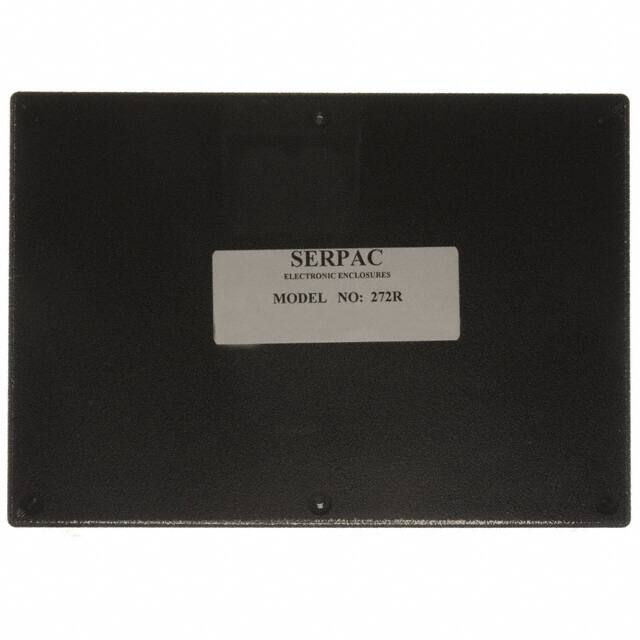 SERPAC
ELECTRONIC ENCLOSURES
MODEL NO: 272R